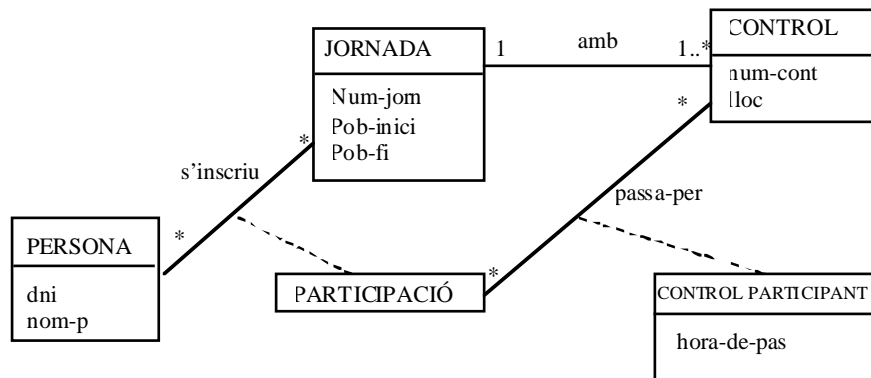 JORNADA
Num-jorn
Pob-inici
Pob-fi
1
amb
1..*
CONTROL
num-cont
lloc
*
*
s'inscriu
*
passa-per
*
PERSONA
dni
nom-p
PARTICIPACIÓ
CONTROL PARTICIPANT
hora-de-pas